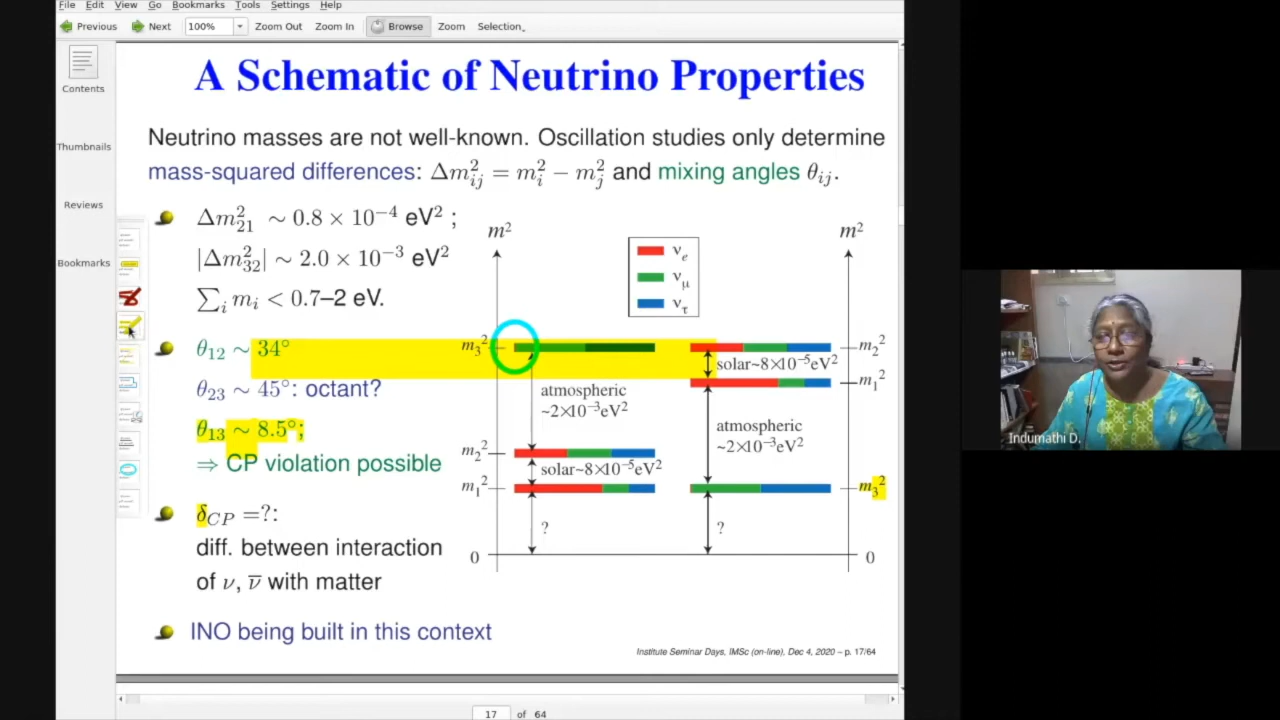 File Edit View Go Bookmarks Tools Settings Help
Previous Next 100% Zoom Out Zoom In Browse Zoom Selection
Contents
Thumbnails
Reviews
Bookmarks
A Schematic of Neutrino Properties
Neutrino masses are not well-known. Oscillation studies only determine
mass-squared differences: Δm²ij = m²i − m²j and mixing angles θij.
Δm²21 ∼ 0.8 × 10⁻⁴ eV² ;
|Δm²32| ∼ 2.0 × 10⁻³ eV²
∑i mi < 0.7–2 eV.
θ12 ∼ 34°
θ23 ∼ 45°: octant?
θ13 ∼ 8.5°;
⇒ CP violation possible
δCP =?:
diff. between interaction
of ν, ν̅ with matter
INO being built in this context
m²
m²
νe
νμ
ντ
m3²
m2²
solar~8×10⁻⁵eV²
m1²
atmospheric
~2×10⁻³eV²
atmospheric
~2×10⁻³eV²
m2²
solar~8×10⁻⁵eV²
m1²
m3²
?
?
0
0
Institute Seminar Days, IMSc (on-line), Dec 4, 2020 – p. 17/64
17 of 64
Indumathi D.